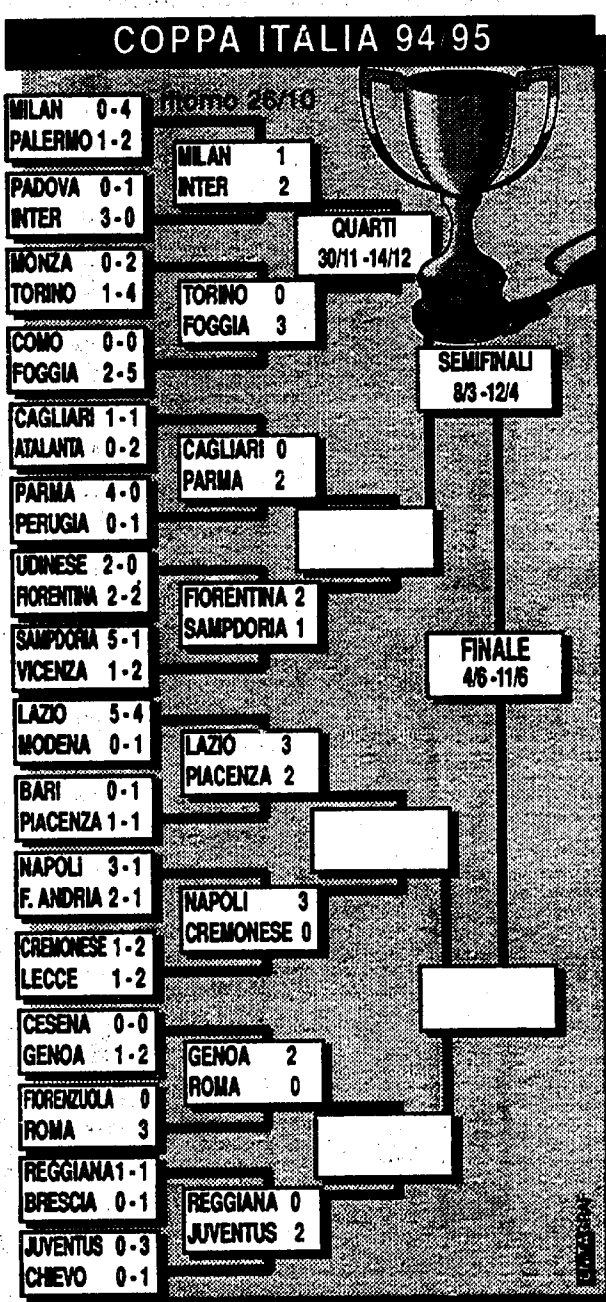 COPPA ITALIA 94/95
MILAN 0-4
PALERMO 1-2
PADOVA 0-1
INTER 3-0
MONZA 0-2
TORINO 1-4
COMO 0-0
FOGGIA 2-5
CAGLIARI 1-1
ATALANTA 0-2
PARMA 4-0
PERUGIA 0-1
UDINESE 2-0
FIORENTINA 2-2
SAMPDORIA 5-1
VICENZA 1-2
LAZIO 5-4
MODENA 0-1
BARI 0-1
PIACENZA 1-1
NAPOLI 3-1
F. ANDRIA 2-1
CREMONESE 1-2
LECCE 1-2
CESENA 0-0
GENOA 1-2
FIORENZUOLA 0
ROMA 3
REGGIANA 1-1
BRESCIA 0-1
JUVENTUS 0-3
CHIEVO 0-1
26/10
MILAN 1
INTER 2
TORINO 0
FOGGIA 3
CAGLIARI 0
PARMA 2
FIORENTINA 2
SAMPDORIA 1
LAZIO 3
PIACENZA 2
NAPOLI 3
CREMONESE 0
GENOA 2
ROMA 0
REGGIANA 0
JUVENTUS 2
QUARTI
30/11 -14/12
SEMIFINALI
8/3 -12/4
FINALE
4/6 -11/6